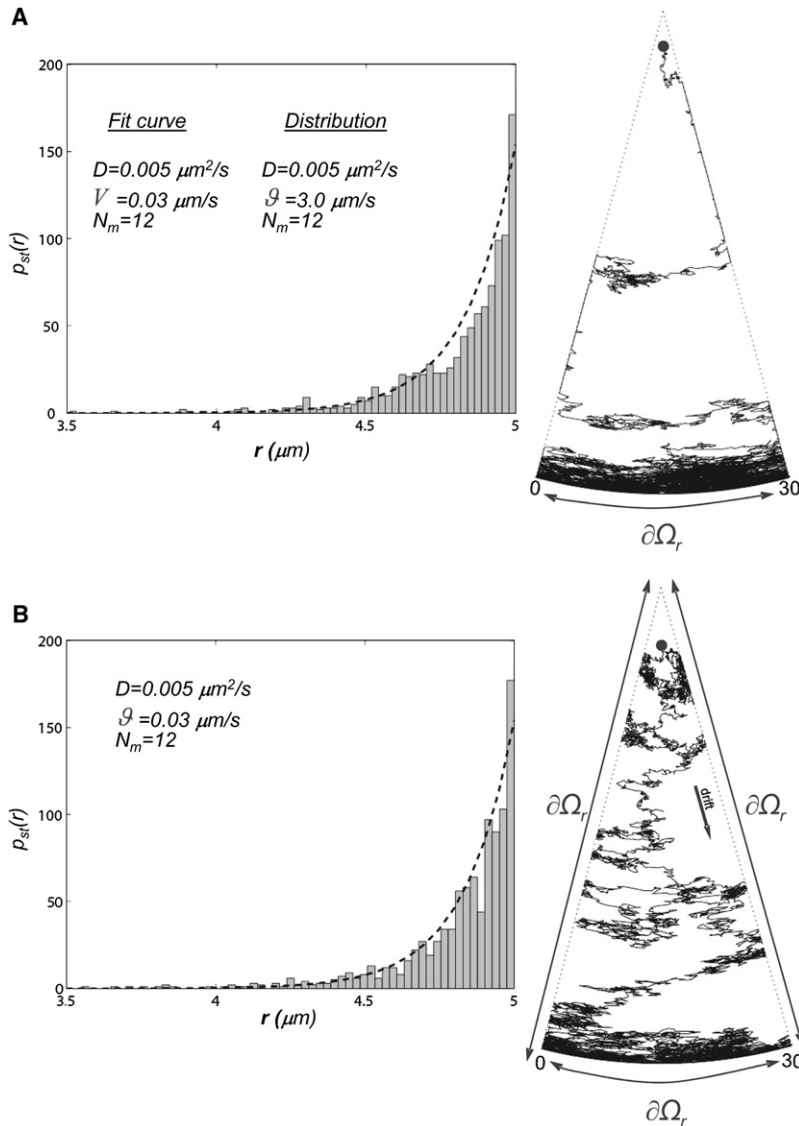 A
200
150
100
50
0
3.5 4 4.5 5
p_st(r)
r (μm)
Fit curve
D=0.005 μm²/s
V =0.03 μm/s
N_m=12
Distribution
D=0.005 μm²/s
ϑ =3.0 μm/s
N_m=12
0 30
∂Ω_r
B
200
150
100
50
0
3.5 4 4.5 5
p_st(r)
r (μm)
D=0.005 μm²/s
ϑ =0.03 μm/s
N_m=12
∂Ω_r
drift
∂Ω_r
0 30
∂Ω_r